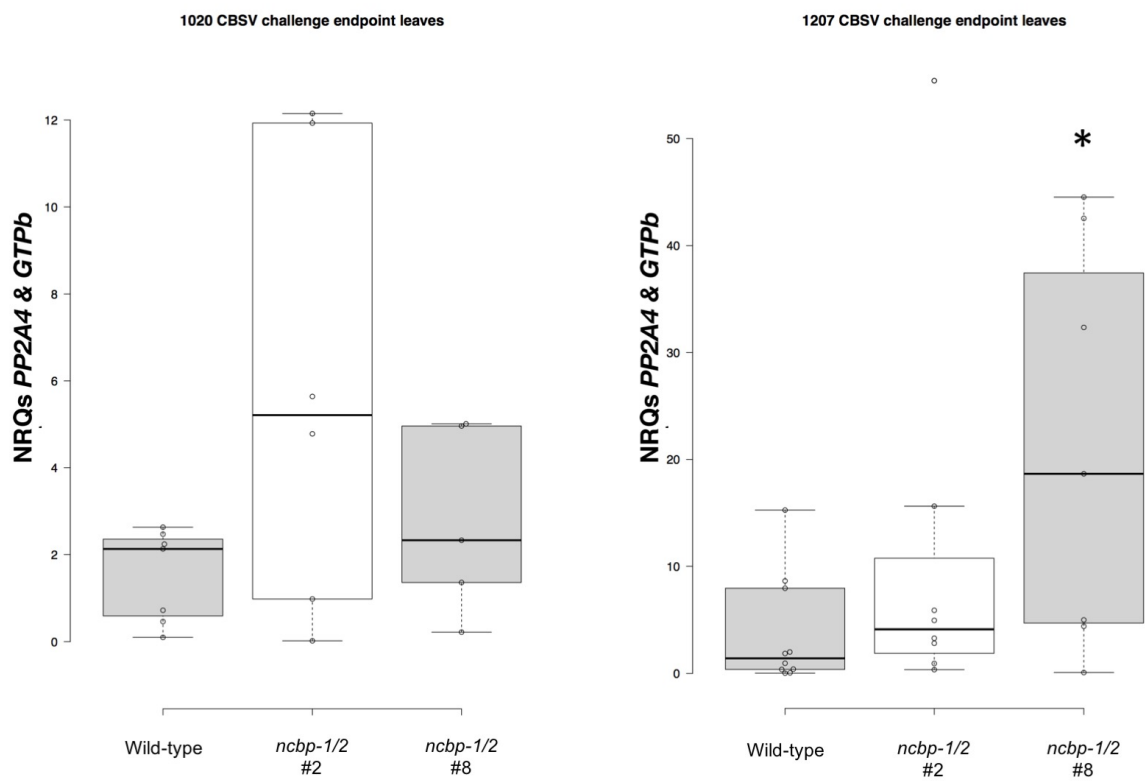 1020 CBSV challenge endpoint leaves
NRQs PP2A4 & GTPb
12
10
8
6
4
2
0
Wild-type
ncbp-1/2
#2
ncbp-1/2
#8
1207 CBSV challenge endpoint leaves
NRQs PP2A4 & GTPb
50
40
30
20
10
0
*
Wild-type
ncbp-1/2
#2
ncbp-1/2
#8